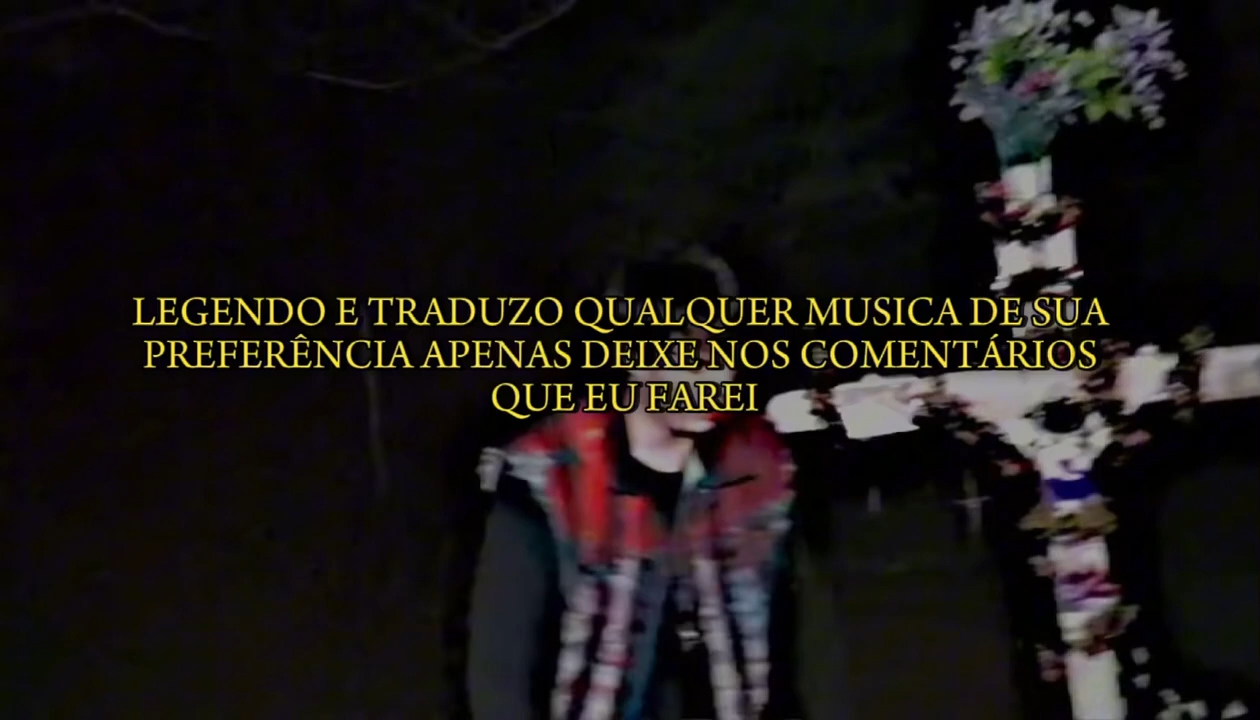 LEGENDO E TRADUZO QUALQUER MUSICA DE SUA
PREFERÊNCIA APENAS DEIXE NOS COMENTÁRIOS
QUE EU FAREI